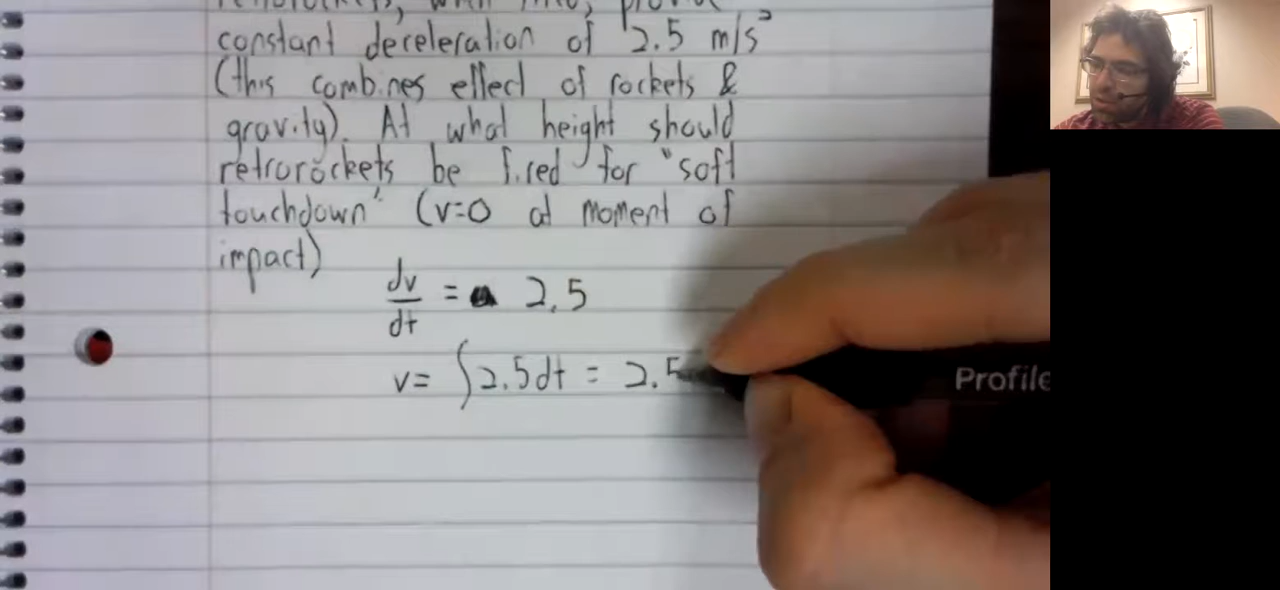 constant deceleration of 2.5 m/s²
(this combines effect of rockets &
gravity). At what height should
retrorockets be fired for "soft
touchdown" (v=0 at moment of
impact)
dv/dt = 2.5
v= ∫2.5dt = 2.5
Profile